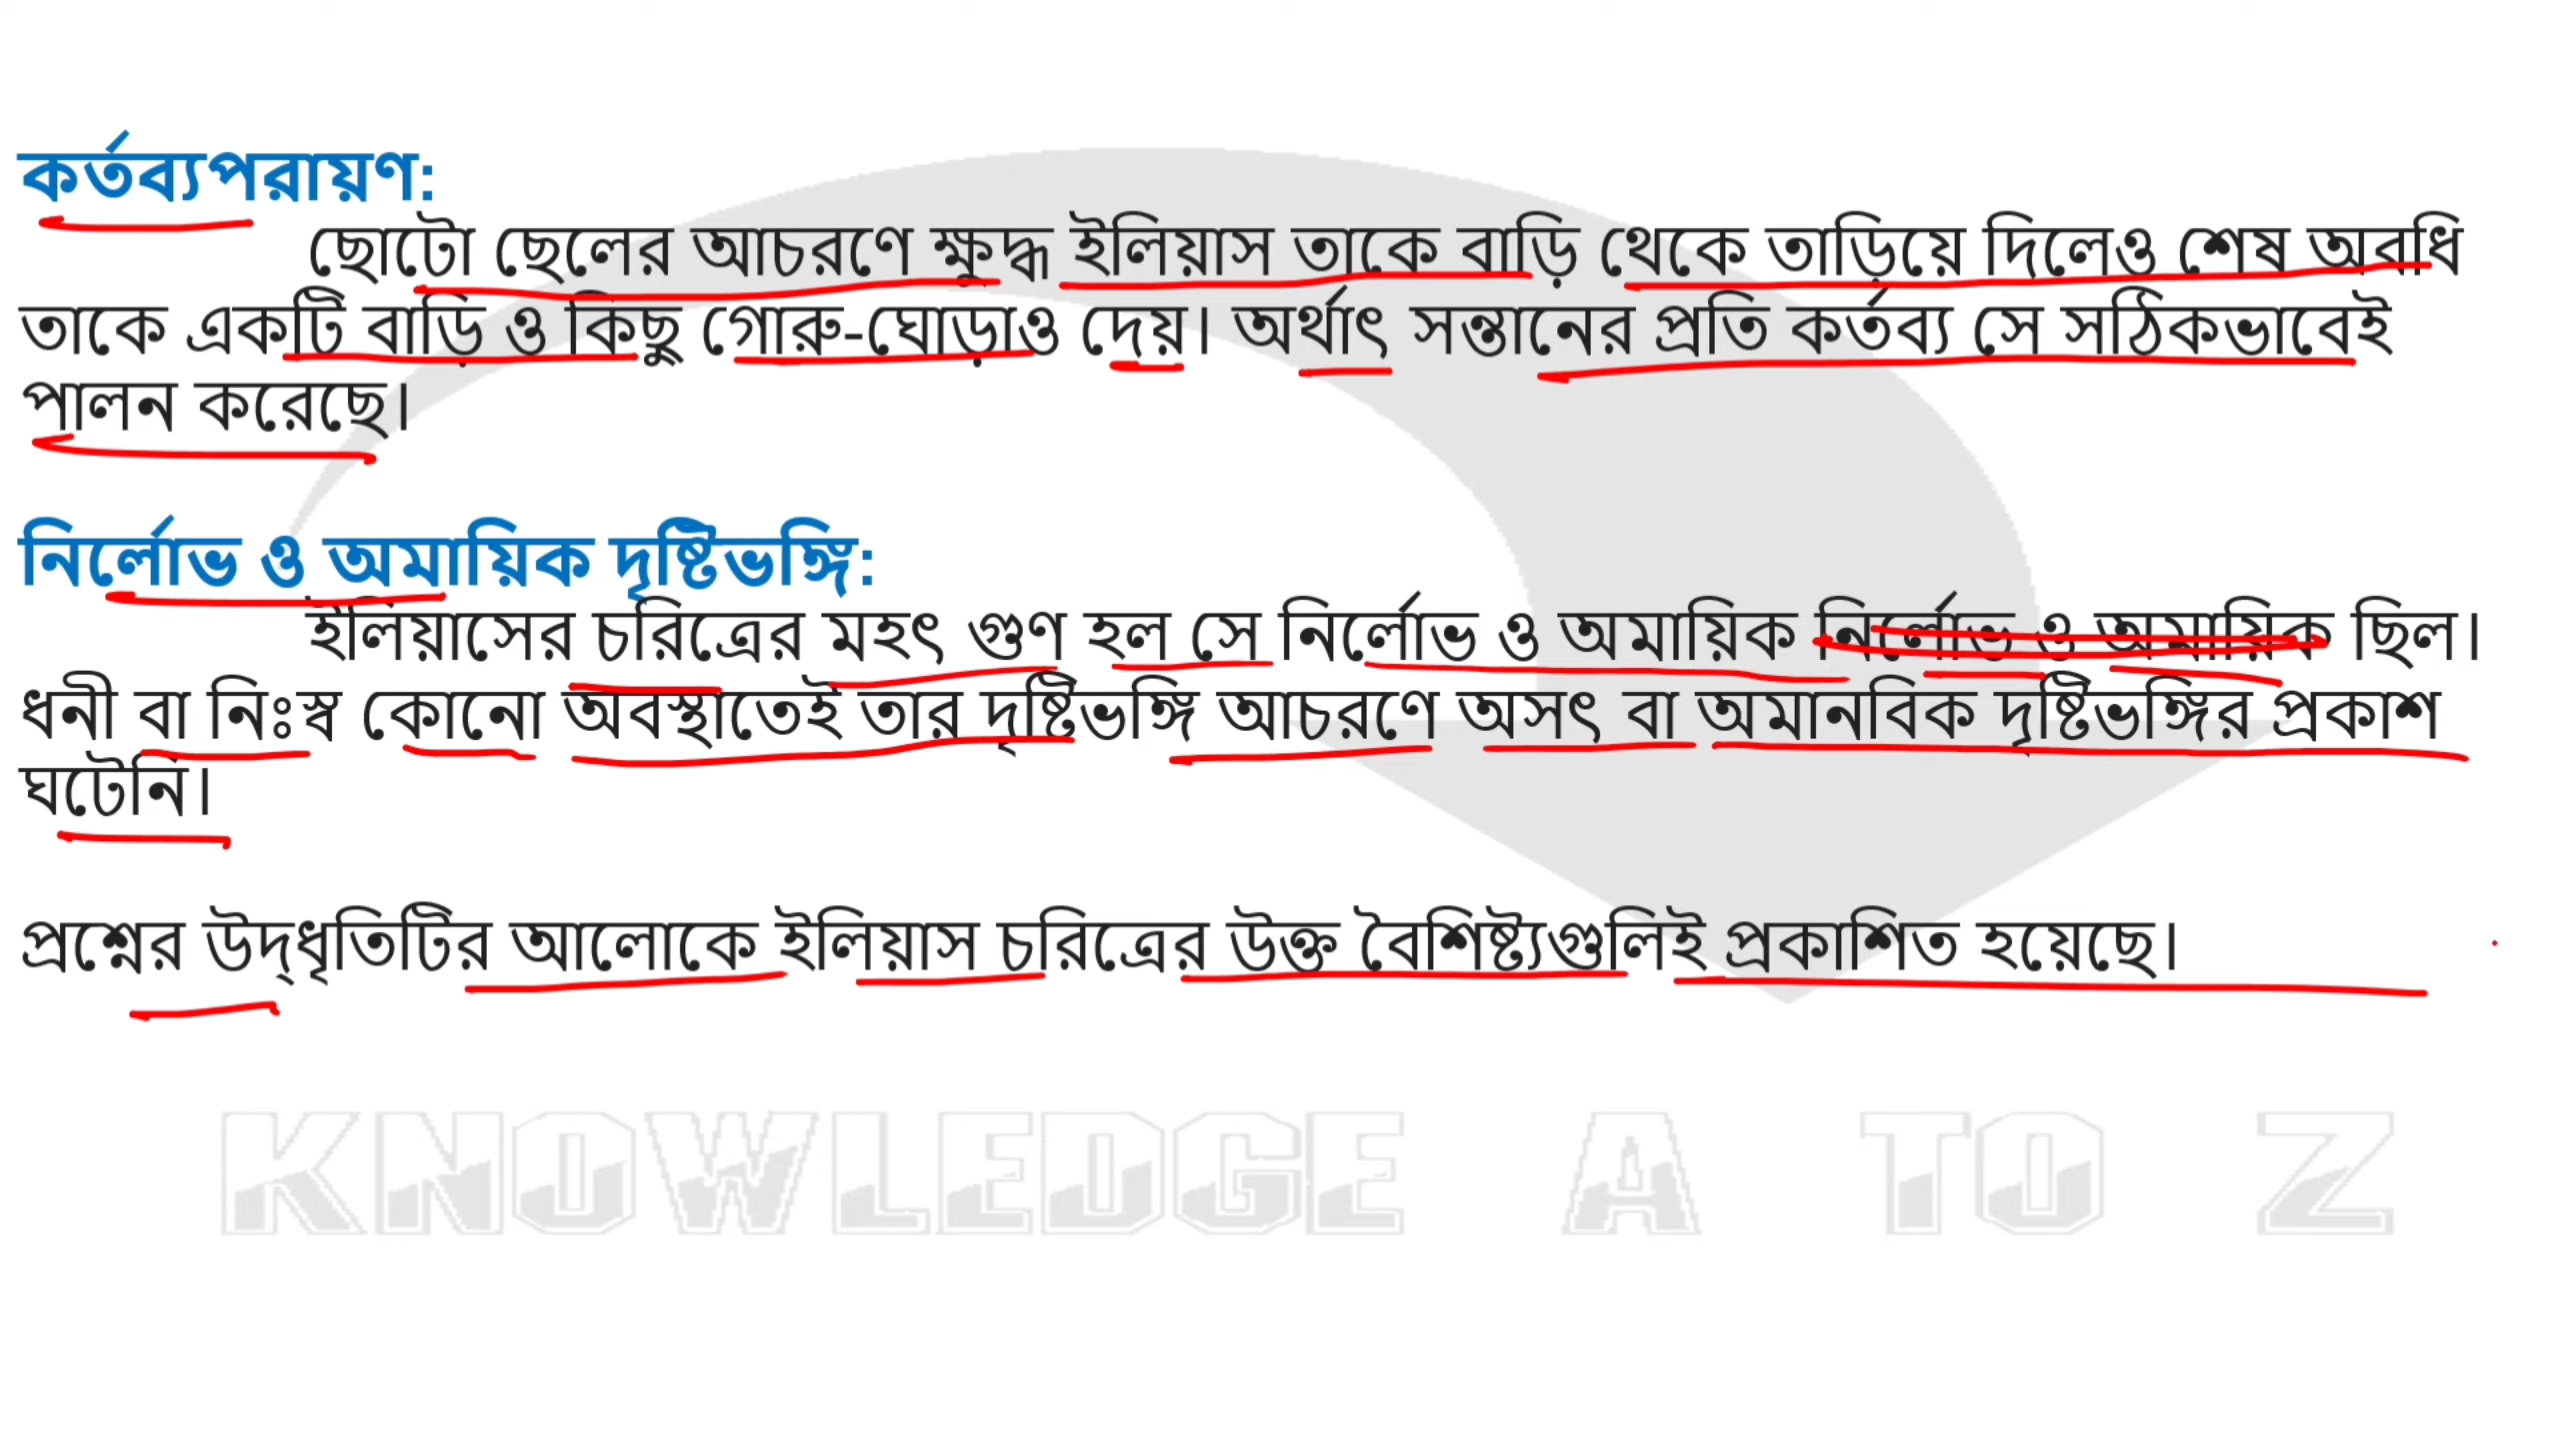 কর্তব্যপরায়ণ:
ছোটো ছেলের আচরণে ক্ষুদ্ধ ইলিয়াস তাকে বাড়ি থেকে তাড়িয়ে দিলেও শেষ অবধি
তাকে একটি বাড়ি ও কিছু গোরু-ঘোড়াও দেয়। অর্থাৎ সন্তানের প্রতি কর্তব্য সে সঠিকভাবেই
পালন করেছে।
নির্লোভ ও অমায়িক দৃষ্টিভঙ্গি:
ইলিয়াসের চরিত্রের মহৎ গুণ হল সে নির্লোভ ও অমায়িক নির্লোভ ও অমায়িক ছিল।
ধনী বা নিঃস্ব কোনো অবস্থাতেই তার দৃষ্টিভঙ্গি আচরণে অসৎ বা অমানবিক দৃষ্টিভঙ্গির প্রকাশ
ঘটেনি।
প্রশ্নের উদ্‌ধৃতিটির আলোকে ইলিয়াস চরিত্রের উক্ত বৈশিষ্ট্যগুলিই প্রকাশিত হয়েছে।
KNOWLEDGE A TO Z